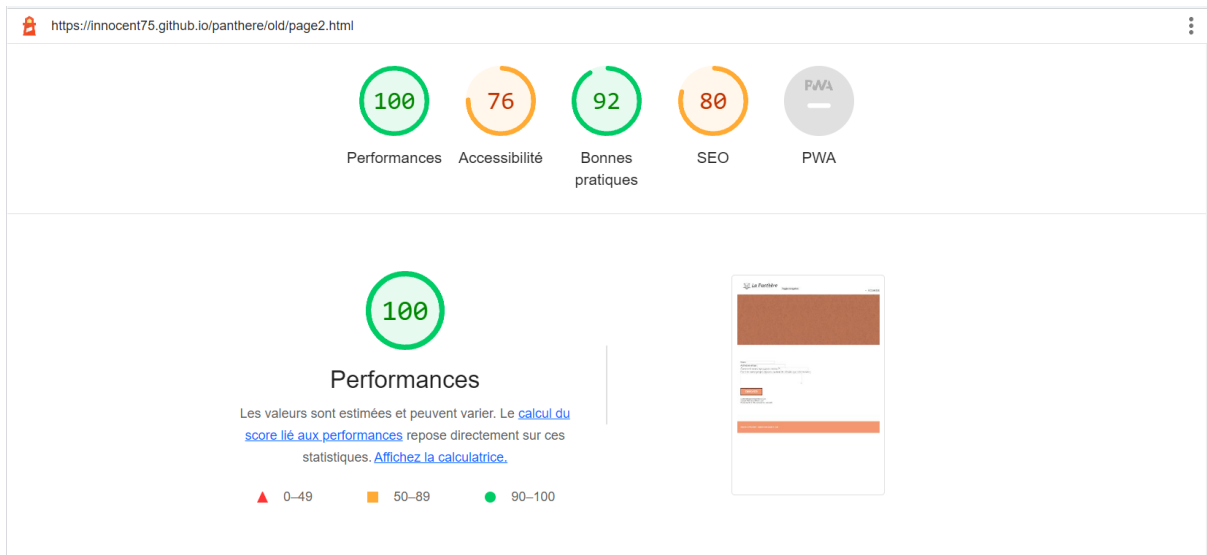 https://innocent75.github.io/panthere/old/page2.html
100
76
92
80
PWA
Performances
Accessibilité
Bonnes
pratiques
SEO
PWA
100
Performances
Les valeurs sont estimées et peuvent varier. Le calcul du
score lié aux performances repose directement sur ces
statistiques. Affichez la calculatrice.
0–49
50–89
90–100
La Panthère